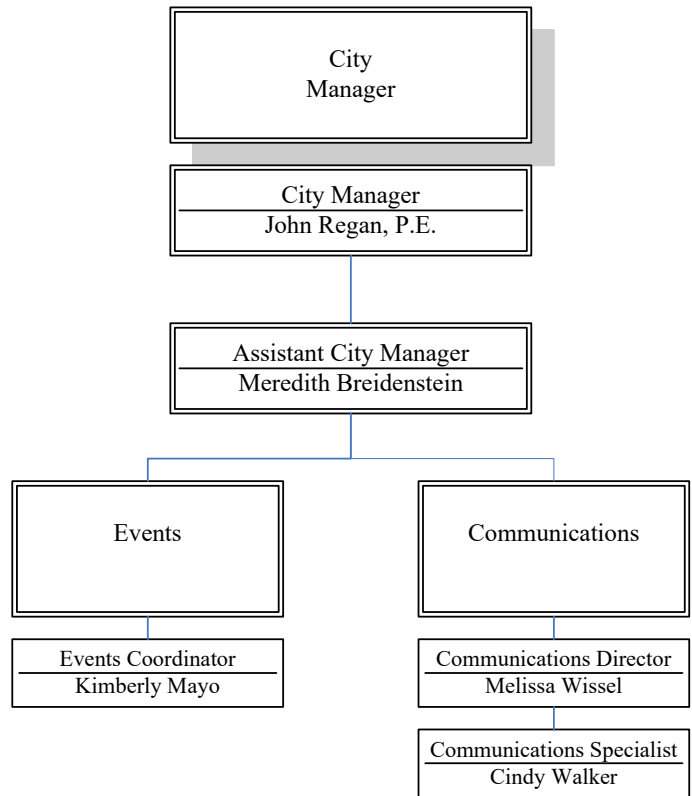 City
Manager
City Manager
John Regan, P.E.
Assistant City Manager
Meredith Breidenstein
Events
Communications
Events Coordinator
Kimberly Mayo
Communications Director
Melissa Wissel
Communications Specialist
Cindy Walker